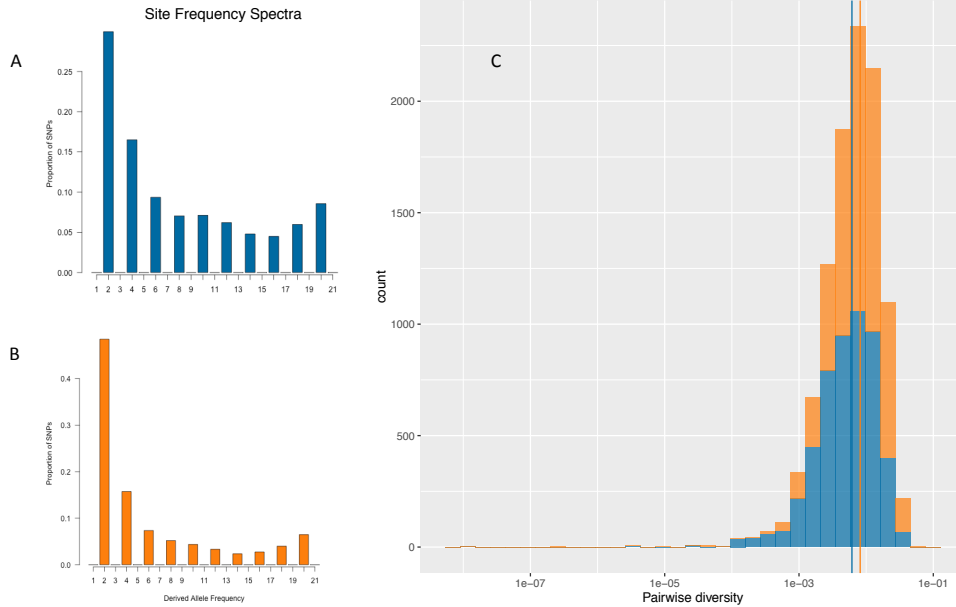 Site Frequency Spectra
A
Proportion of SNPs
0.25
0.20
0.15
0.10
0.05
0.00
1 2 3 4 5 6 7 8 9 11 13 15 17 19 21
B
Proportion of SNPs
0.4
0.3
0.2
0.1
0.0
1 2 3 4 5 6 7 8 9 11 13 15 17 19 21
Derived Allele Frequency
C
count
2000
1500
1000
500
0
1e-07 1e-05 1e-03 1e-01
Pairwise diversity